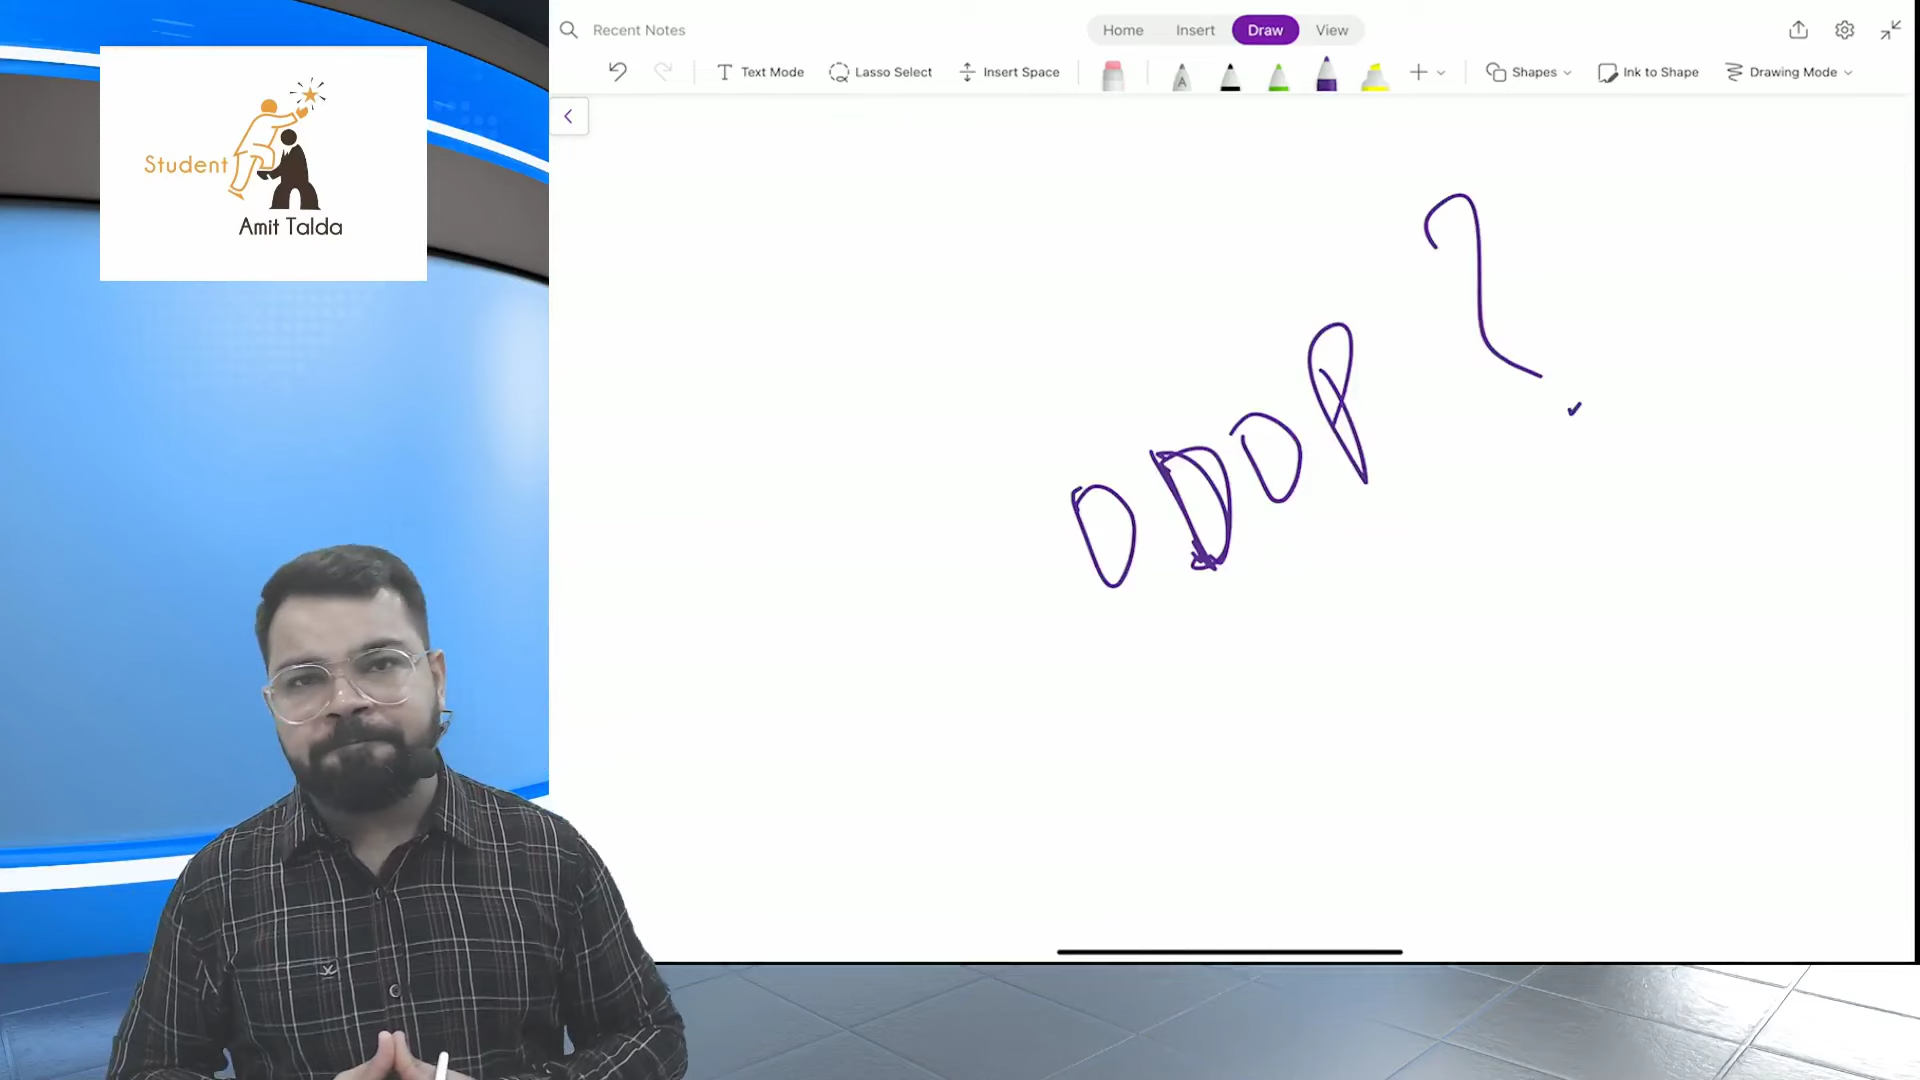 Recent Notes
Home Insert Draw View
Text Mode Lasso Select Insert Space A Shapes Ink to Shape Drawing Mode
Student
Amit Talda
ODOP ?